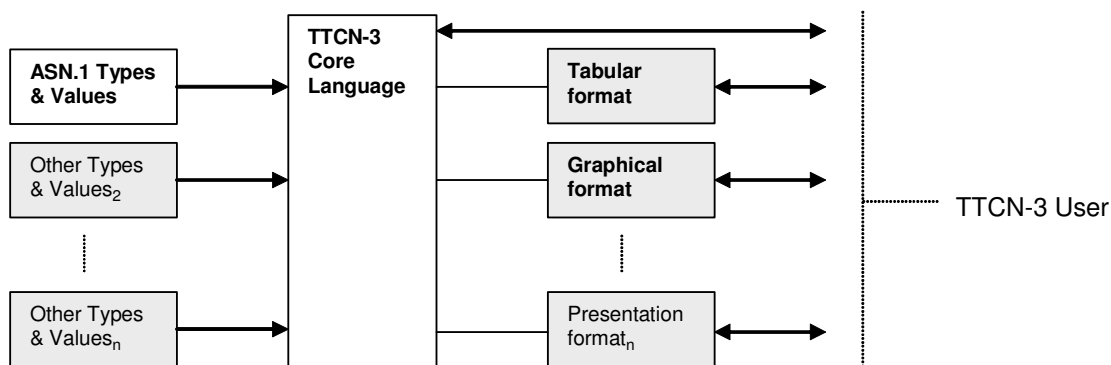 TTCN-3
Core
Language
ASN.1 Types
& Values
Tabular
format
Other Types
& Values2
Graphical
format
TTCN-3 User
Other Types
& Valuesn
Presentation
formatn